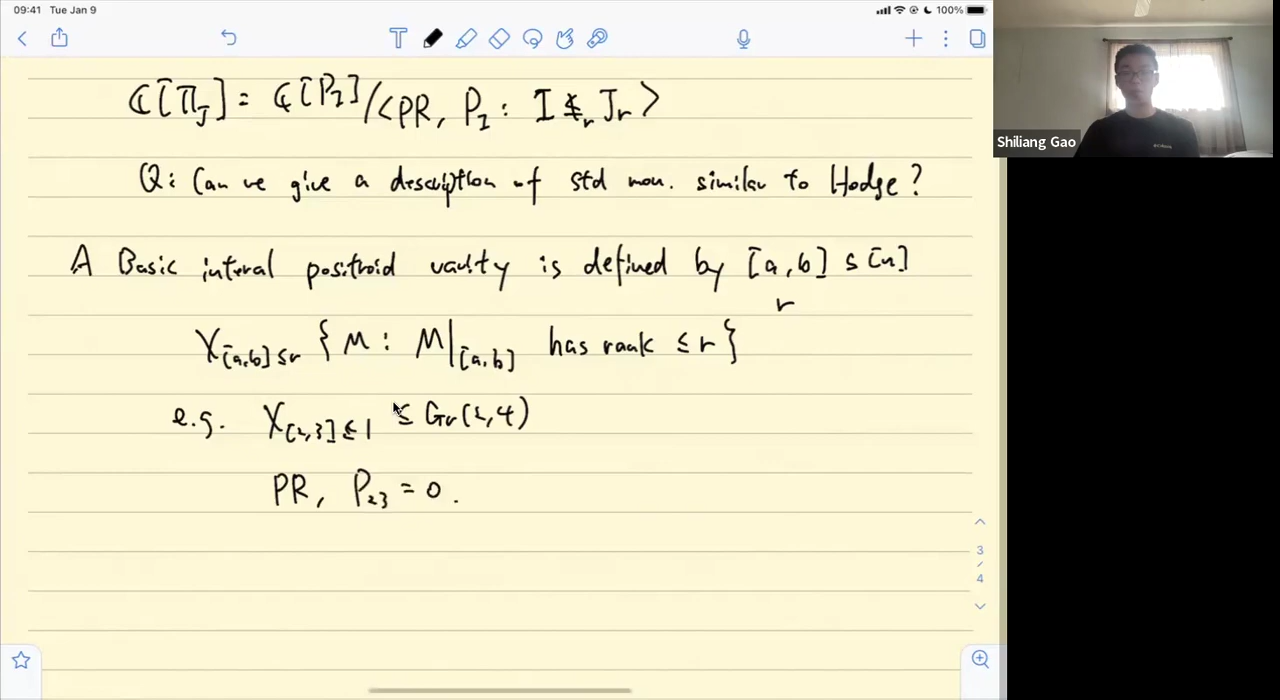 09:41 Tue Jan 9
100%
ℂ[Π_J] = ℂ[P_I]/<PR, P_I : I ≱_r J_r>
Q: Can we give a description of std mon. similar to Hodge?
A Basic interal positroid vaulty is defined by [a,b] ⊆ [n]
r
X_{[a,b]≤r} {M : M|_{[a,b]} has rank ≤ r}
e.g. X_{[2,3]≤1} ⊆ Gr(2,4)
PR, P_{23} = 0.
3
/
4
Shiliang Gao